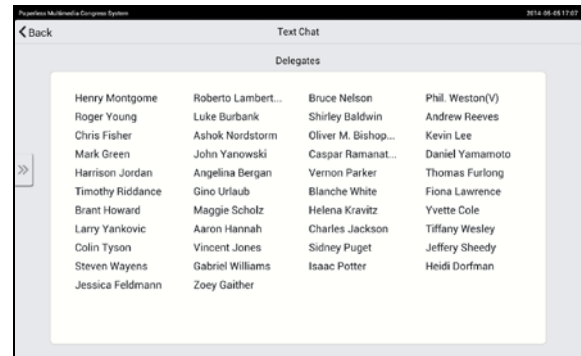 Paperless Multimedia Congress System 2014-05-05 17:07
Back Text Chat
Delegates
Henry Montgome Roberto Lambert... Bruce Nelson Phil. Weston(V)
Roger Young Luke Burbank Shirley Baldwin Andrew Reeves
Chris Fisher Ashok Nordstorm Oliver M. Bishop... Kevin Lee
Mark Green John Yanowski Caspar Ramanat... Daniel Yamamoto
Harrison Jordan Angelina Bergan Vernon Parker Thomas Furlong
Timothy Riddance Gino Urlaub Blanche White Fiona Lawrence
Brant Howard Maggie Scholz Helena Kravitz Yvette Cole
Larry Yankovic Aaron Hannah Charles Jackson Tiffany Wesley
Colin Tyson Vincent Jones Sidney Puget Jeffery Sheedy
Steven Wayens Gabriel Williams Isaac Potter Heidi Dorfman
Jessica Feldmann Zoey Gaither